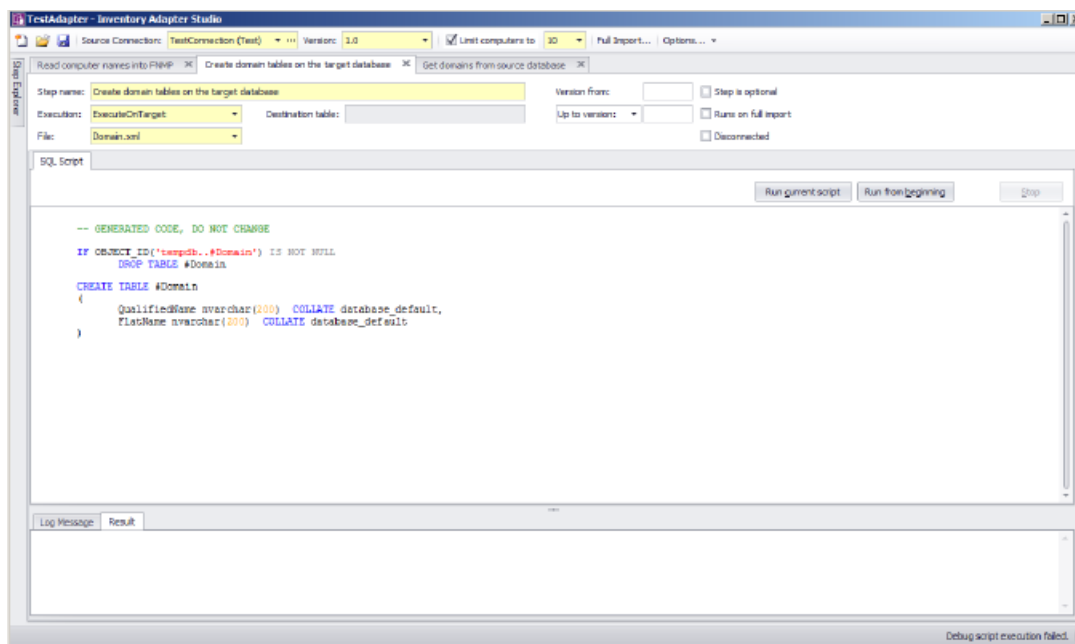 TestAdapter - Inventory Adapter Studio
Source Connection: TestConnection (Test) Version: 1.0 Limit computers to 10 Full Import... Options...
Step Explorer
Read computer names into FNMP Create domain tables on the target database Get domains from source database
Step name: Create domain tables on the target database Version from: Step is optional
Execution: ExecuteOnTarget Destination table: Up to version: Runs on full import
File: Domain.xml Disconnected
SQL Script
Run current script Run from beginning Stop
-- GENERATED CODE, DO NOT CHANGE
IF OBJECT_ID('tempdb..#Domain') IS NOT NULL
DROP TABLE #Domain
CREATE TABLE #Domain
(
QualifiedName nvarchar(200) COLLATE database_default,
FlatName nvarchar(200) COLLATE database_default
)
Log Message Result
Debug script execution failed.